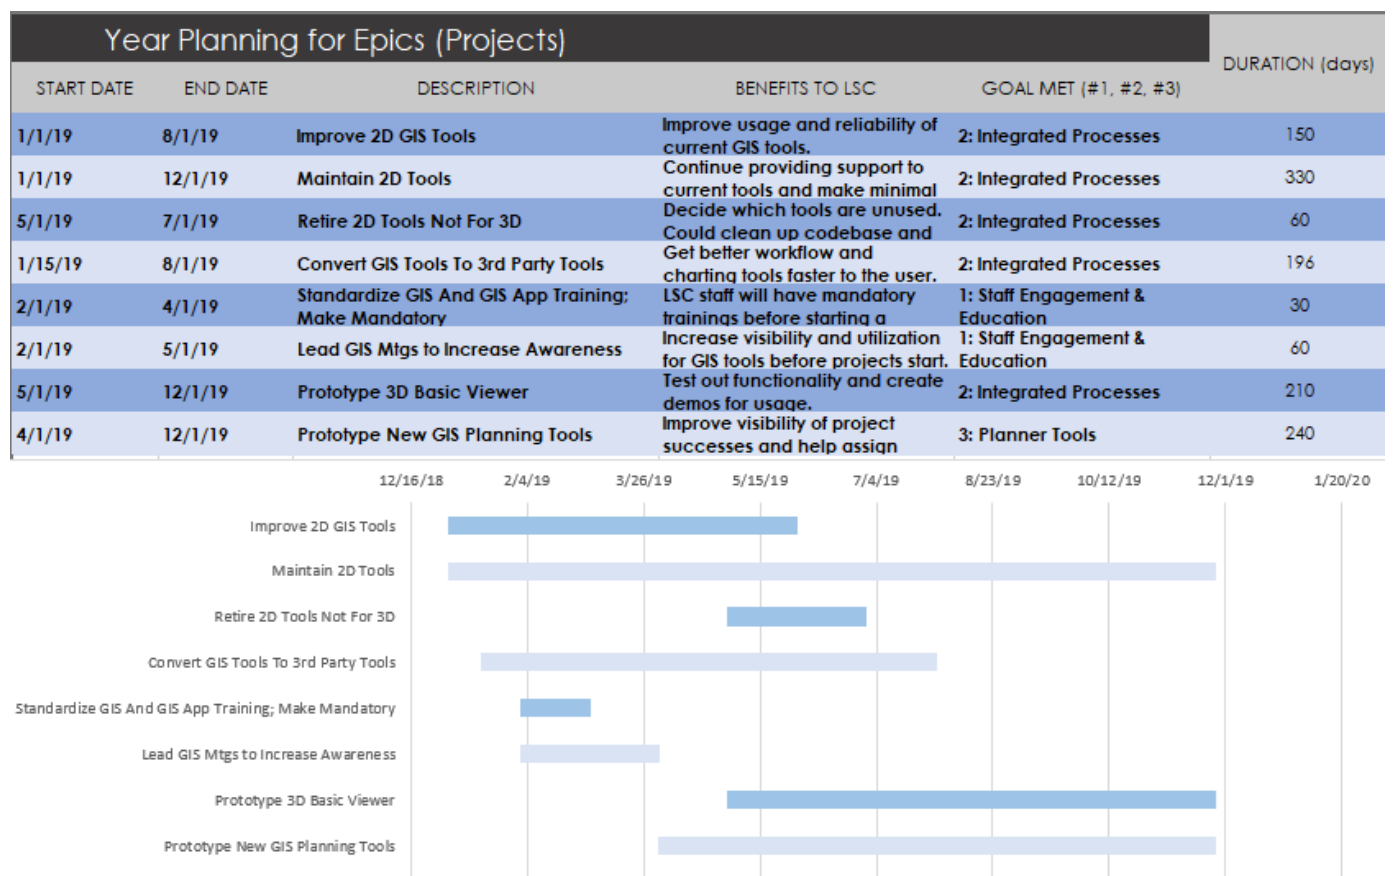 Year Planning for Epics (Projects)
DURATION (days)
START DATE END DATE DESCRIPTION BENEFITS TO LSC GOAL MET (#1, #2, #3)
1/1/19 8/1/19 Improve 2D GIS Tools Improve usage and reliability of 2: Integrated Processes 150
current GIS tools.
1/1/19 12/1/19 Maintain 2D Tools Continue providing support to 2: Integrated Processes 330
current tools and make minimal
5/1/19 7/1/19 Retire 2D Tools Not For 3D Decide which tools are unused. 2: Integrated Processes 60
Could clean up codebase and
1/15/19 8/1/19 Convert GIS Tools To 3rd Party Tools Get better workflow and 2: Integrated Processes 196
charting tools faster to the user.
2/1/19 4/1/19 Standardize GIS And GIS App Training; LSC staff will have mandatory 1: Staff Engagement & 30
Make Mandatory trainings before starting a Education
2/1/19 5/1/19 Lead GIS Mtgs to Increase Awareness Increase visibility and utilization 1: Staff Engagement & 60
for GIS tools before projects start. Education
5/1/19 12/1/19 Prototype 3D Basic Viewer Test out functionality and create 2: Integrated Processes 210
demos for usage.
4/1/19 12/1/19 Prototype New GIS Planning Tools Improve visibility of project 3: Planner Tools 240
successes and help assign
12/16/18 2/4/19 3/26/19 5/15/19 7/4/19 8/23/19 10/12/19 12/1/19 1/20/20
Improve 2D GIS Tools
Maintain 2D Tools
Retire 2D Tools Not For 3D
Convert GIS Tools To 3rd Party Tools
Standardize GIS And GIS App Training; Make Mandatory
Lead GIS Mtgs to Increase Awareness
Prototype 3D Basic Viewer
Prototype New GIS Planning Tools